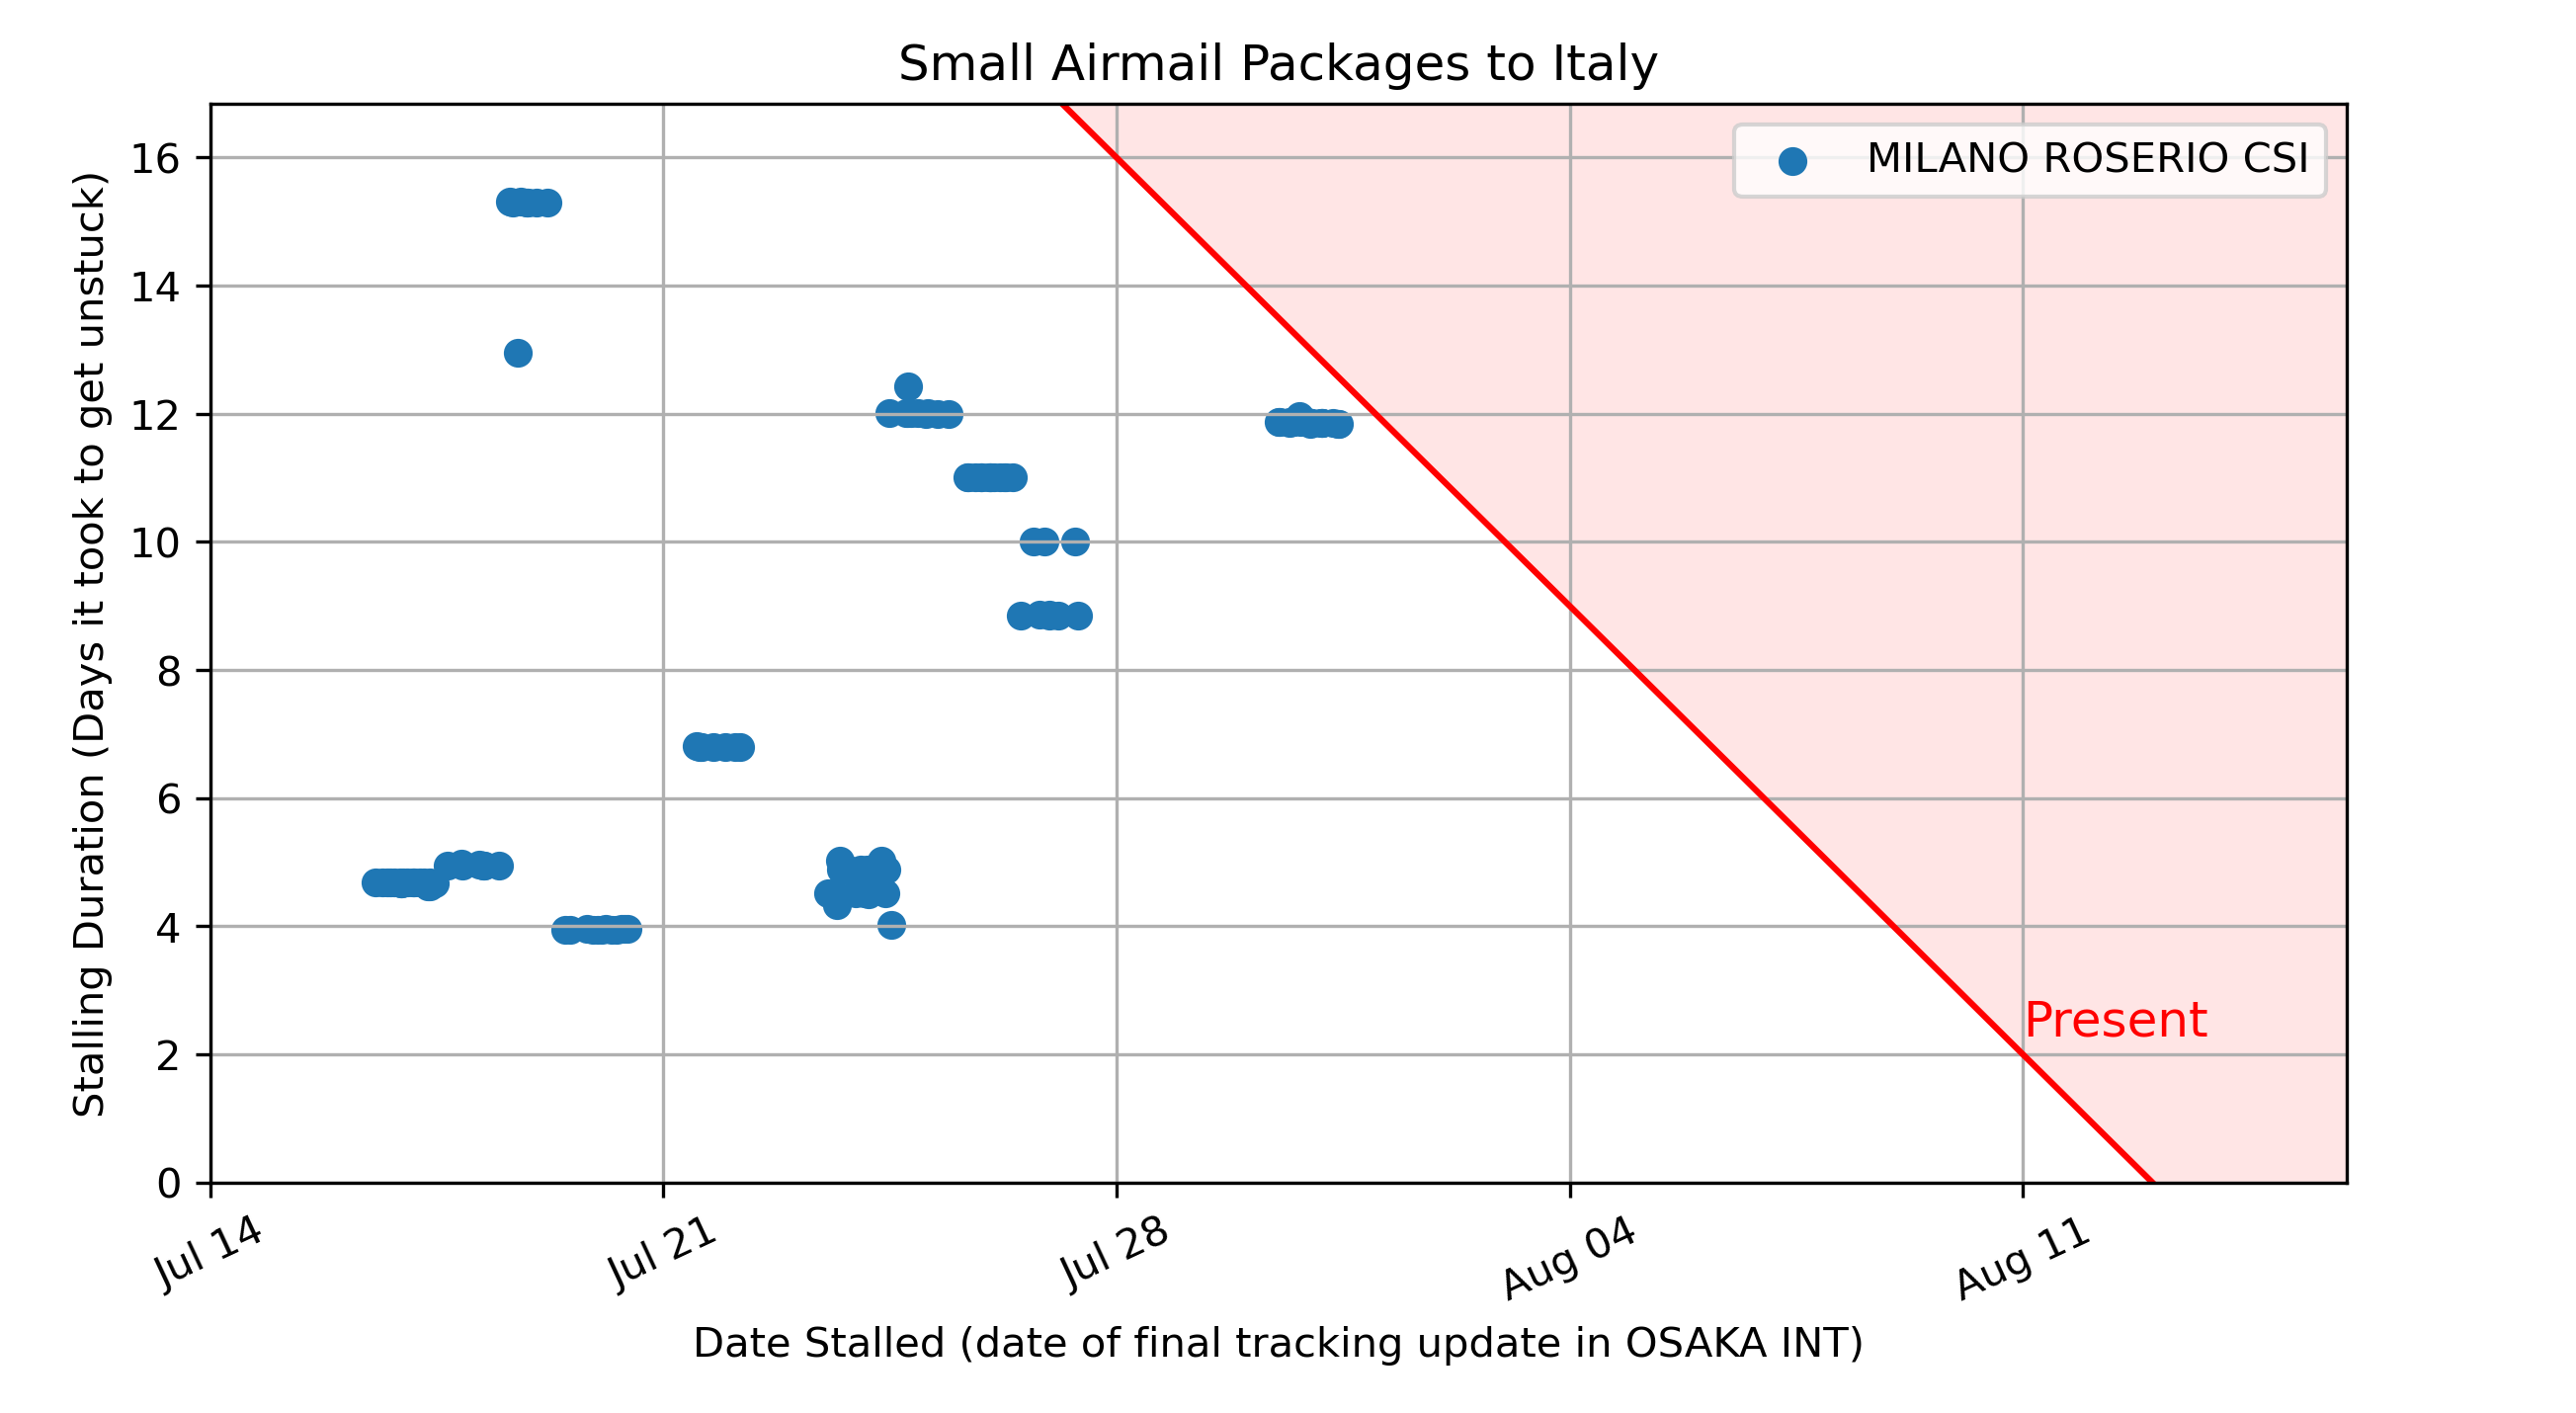 Small Airmail Packages to Italy
MILANO ROSERIO CSI
Stalling Duration (Days it took to get unstuck)
16
14
12
10
8
6
4
2
0
Present
Jul 14
Jul 21
Jul 28
Aug 04
Aug 11
Date Stalled (date of final tracking update in OSAKA INT)